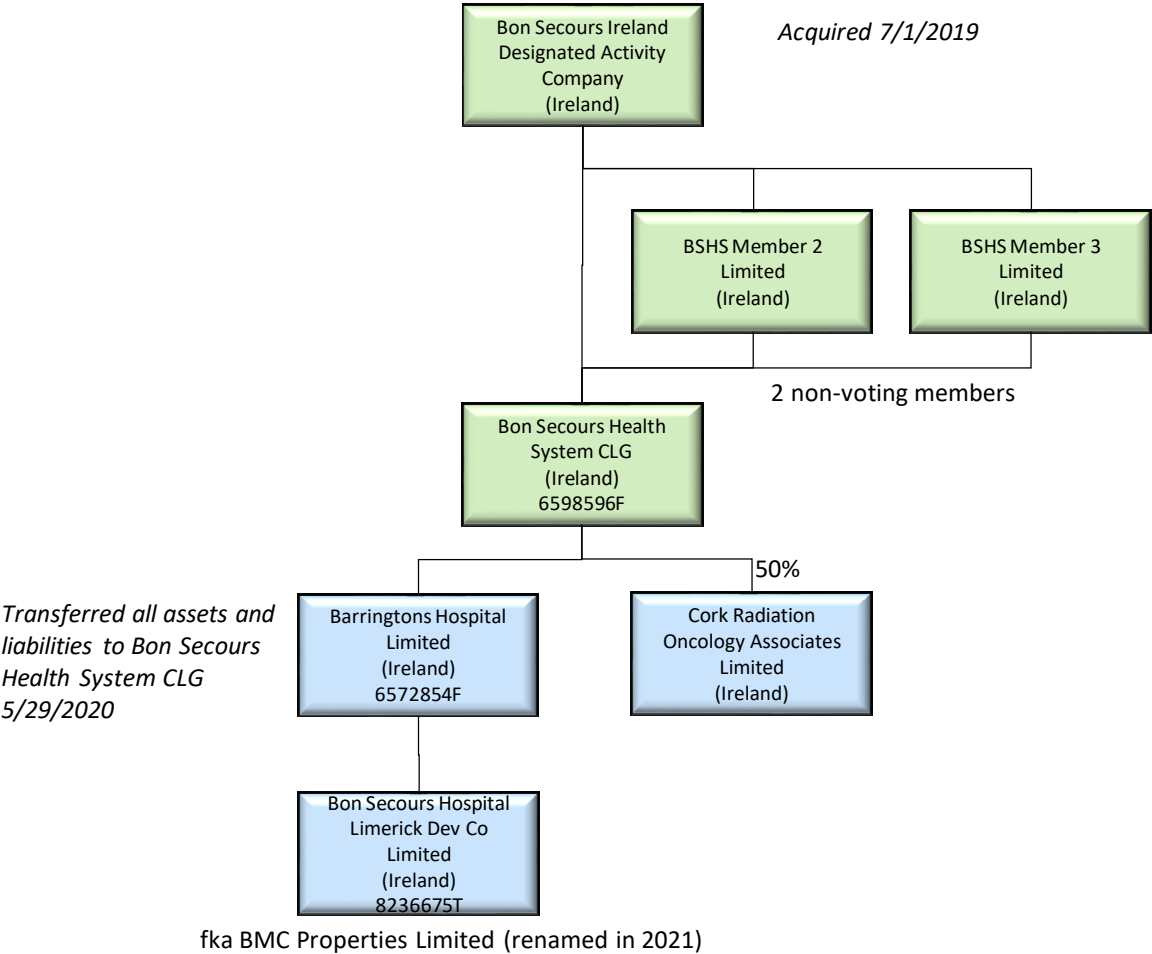 Bon Secours Ireland
Designated Activity
Company
(Ireland)
Acquired 7/1/2019
BSHS Member 2
Limited
(Ireland)
BSHS Member 3
Limited
(Ireland)
2 non-voting members
Bon Secours Health
System CLG
(Ireland)
6598596F
50%
Transferred all assets and
liabilities to Bon Secours
Health System CLG
5/29/2020
Barringtons Hospital
Limited
(Ireland)
6572854F
Cork Radiation
Oncology Associates
Limited
(Ireland)
Bon Secours Hospital
Limerick Dev Co
Limited
(Ireland)
8236675T
fka BMC Properties Limited (renamed in 2021)